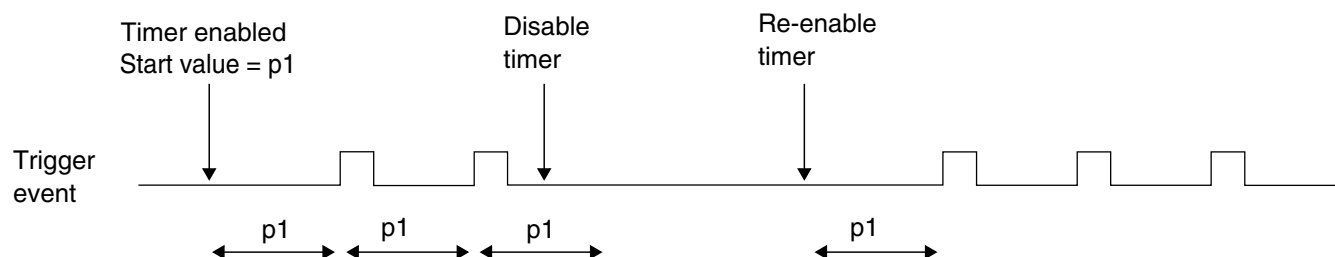 Timer enabled
Start value = p1
Disable
timer
Re-enable
timer
Trigger
event
p1
p1
p1
p1